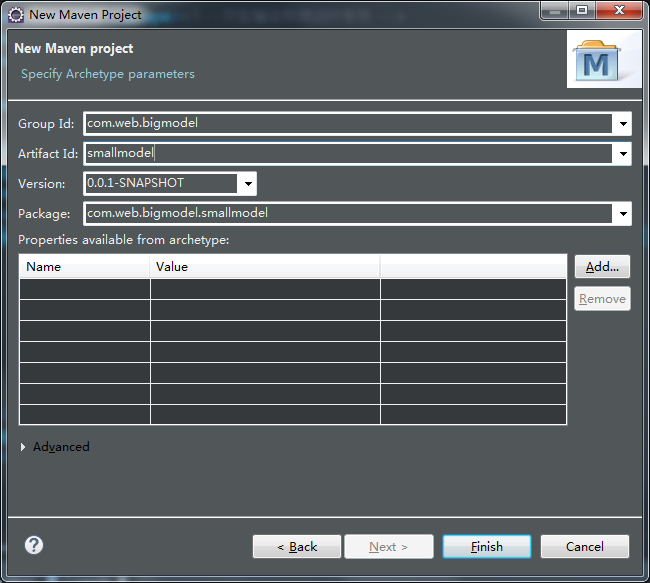 New Maven Project
New Maven project
Specify Archetype parameters
M
Group Id: com.web.bigmodel
Artifact Id: smallmodel
Version: 0.0.1-SNAPSHOT
Package: com.web.bigmodel.smallmodel
Properties available from archetype:
Name Value
Add...
Remove
Advanced
?
< Back Next > Finish Cancel